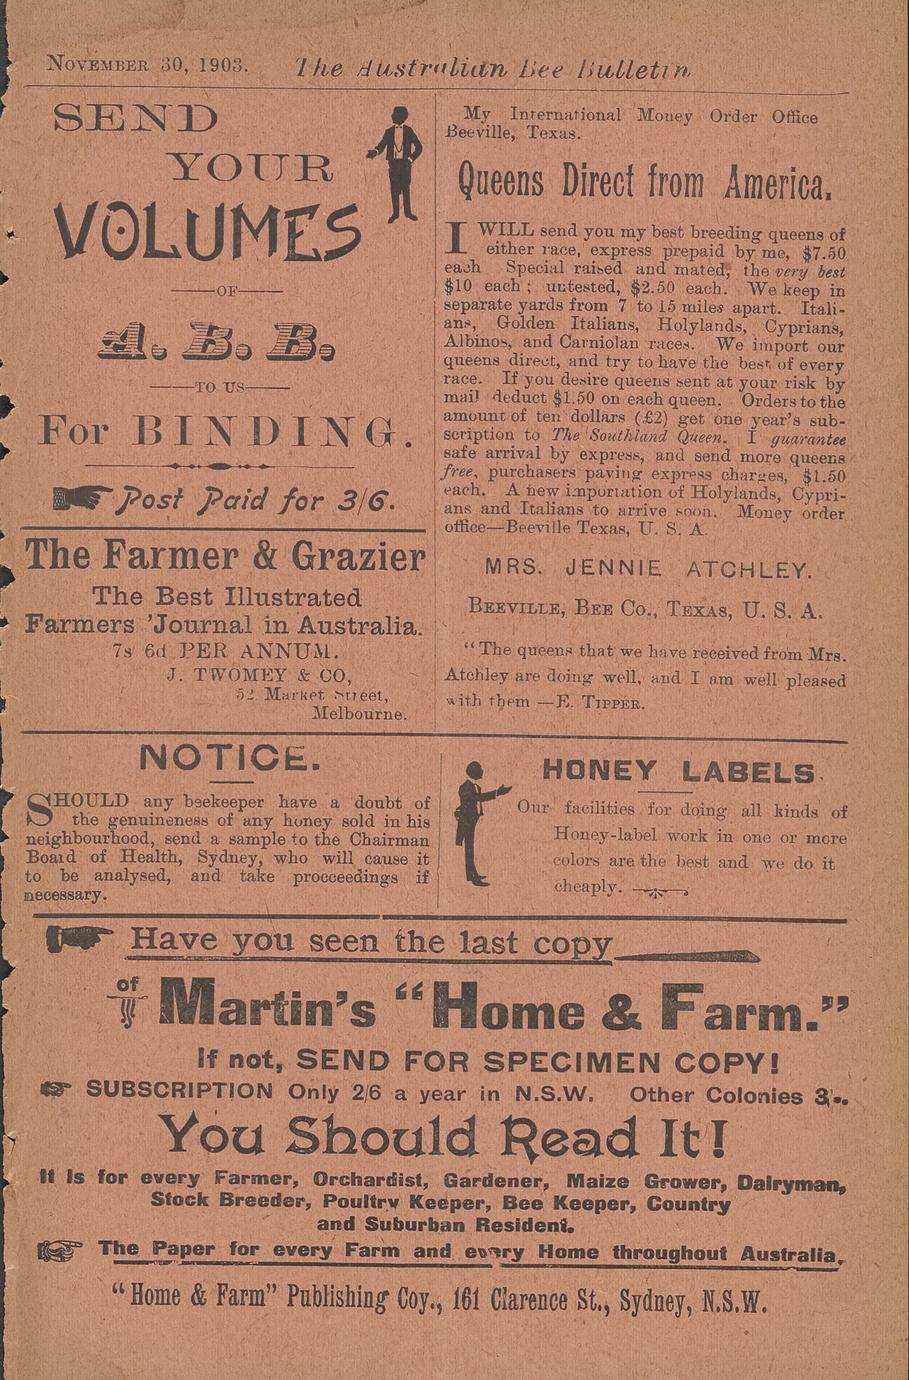 November 30, 1903. The Australian Bee Bulletin
SEND
YOUR
VOLUMES
OF
A. B. B.
TO US
For BINDING.
Post Paid for 3/6.
The Farmer & Grazier
The Best Illustrated
Farmers 'Journal in Australia.
7s 6d PER ANNUM.
J. TWOMEY & CO,
52 Market Street,
Melbourne.
My International Money Order Office
Beeville, Texas.
Queens Direct from America.
I WILL send you my best breeding queens of
either race, express prepaid by me, $7.50
each Special raised and mated, the very best
$10 each ; untested, $2.50 each. We keep in
separate yards from 7 to 15 miles apart. Itali-
ans, Golden Italians, Holylands, Cyprians,
Albinos, and Carniolan races. We import our
queens direct, and try to have the best of every
race. If you desire queens sent at your risk by
mail deduct $1.50 on each queen. Orders to the
amount of ten dollars (£2) get one year's sub-
scription to The Southland Queen. I guarantee
safe arrival by express, and send more queens
free, purchasers paying express charges, $1.50
each. A new importation of Holylands, Cypri-
ans and Italians to arrive soon. Money order
office—Beeville Texas, U. S. A.
MRS. JENNIE ATCHLEY.
Beeville, Bee Co., Texas, U. S. A.
"The queens that we have received from Mrs.
Atchley are doing well, and I am well pleased
with them —E. Tipper.
NOTICE.
SHOULD any beekeeper have a doubt of
the genuineness of any honey sold in his
neighbourhood, send a sample to the Chairman
Board of Health, Sydney, who will cause it
to be analysed, and take procceedings if
necessary.
HONEY LABELS.
Our facilities for doing all kinds of
Honey-label work in one or more
colors are the best and we do it
cheaply.
Have you seen the last copy
of Martin's "Home & Farm."
If not, SEND FOR SPECIMEN COPY!
SUBSCRIPTION Only 2/6 a year in N.S.W. Other Colonies 3/-.
You Should Read It!
It is for every Farmer, Orchardist, Gardener, Maize Grower, Dairyman,
Stock Breeder, Poultry Keeper, Bee Keeper, Country
and Suburban Resident.
The Paper for every Farm and every Home throughout Australia.
"Home & Farm" Publishing Coy., 161 Clarence St., Sydney, N.S.W.